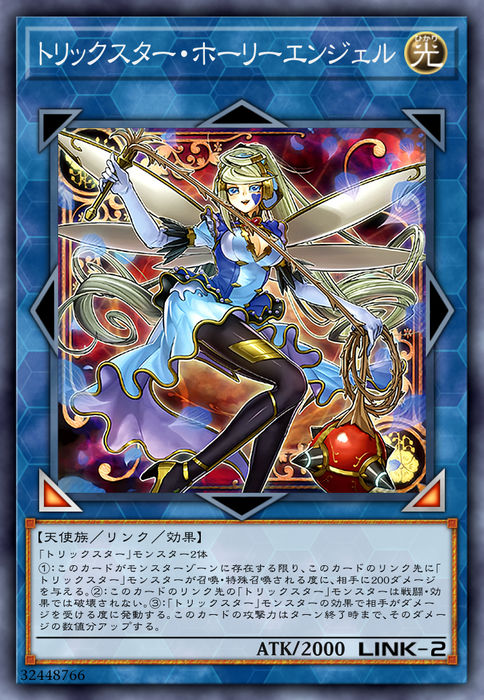 トリックスター・ホーリーエンジェル
ひかり
光
【天使族/リンク/効果】
「トリックスター」モンスター2体
①:このカードがモンスターゾーンに存在する限り、このカードのリンク先に「
トリックスター」モンスターが召喚・特殊召喚される度に、相手に200ダメージ
を与える。②:このカードのリンク先の「トリックスター」モンスターは戦闘・効
果では破壊されない。③:「トリックスター」モンスターの効果で相手がダメー
ジを受ける度に発動する。このカードの攻撃力はターン終了時まで、そのダメー
ジの数値分アップする。
ATK/2000 LINK-2
32448766